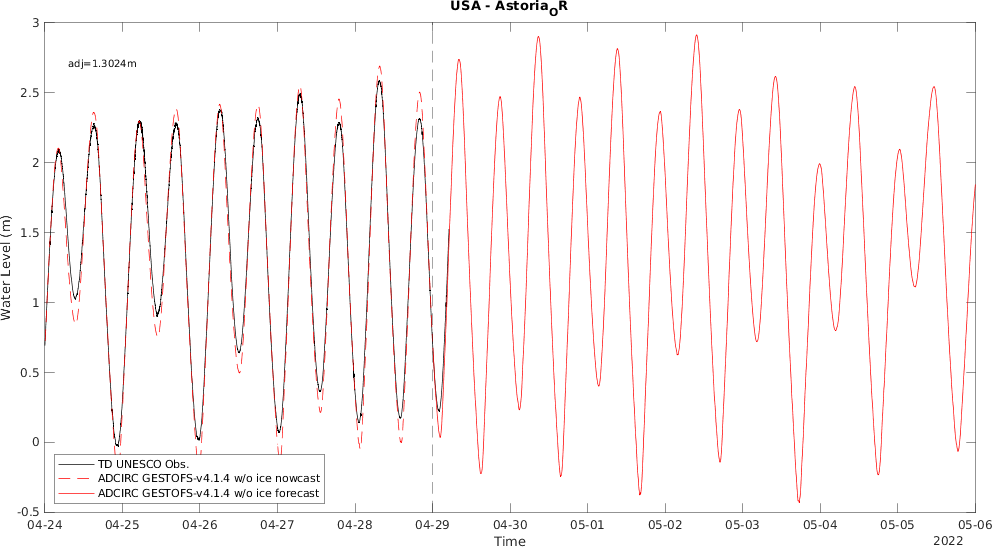 USA - Astoria_OR
3
adj=1.3024m
2.5
2
1.5
1
0.5
0
-0.5
Water Level (m)
TD UNESCO Obs.
ADCIRC GESTOFS-v4.1.4 w/o ice nowcast
ADCIRC GESTOFS-v4.1.4 w/o ice forecast
04-24 04-25 04-26 04-27 04-28 04-29 04-30 05-01 05-02 05-03 05-04 05-05 05-06
Time
2022